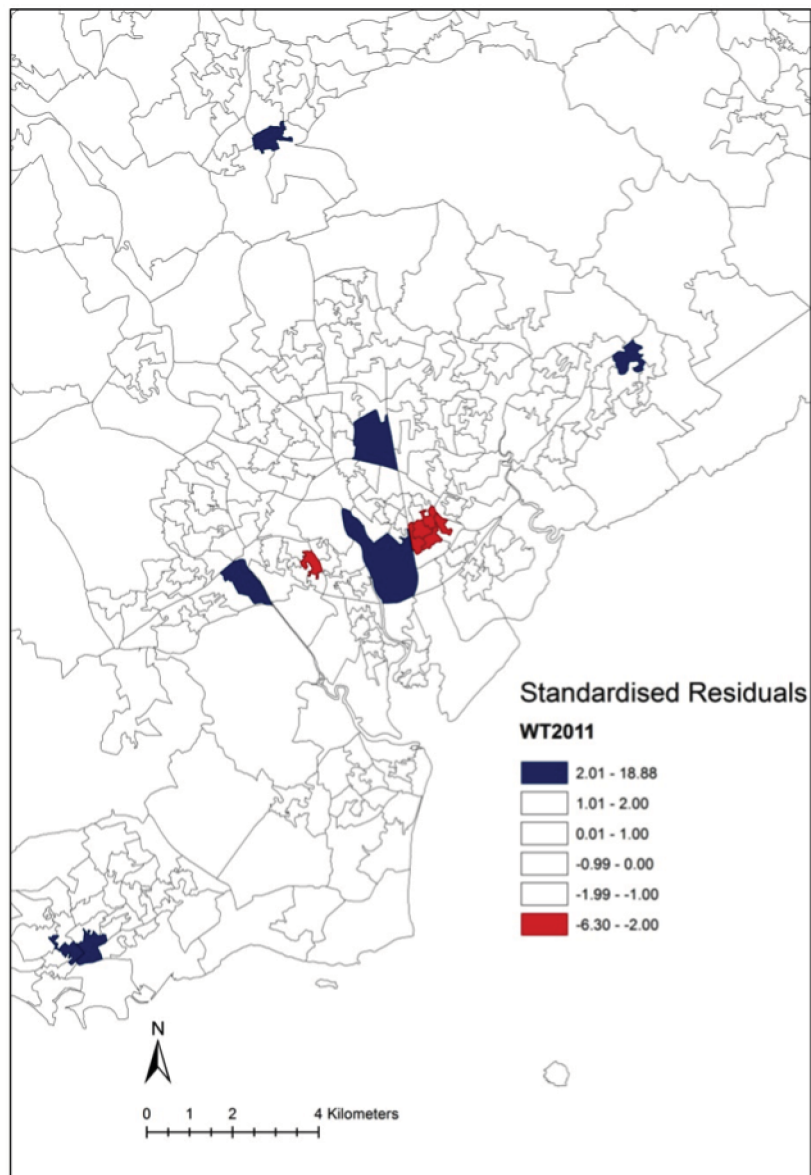 Standardised Residuals
WT2011
2.01 - 18.88
1.01 - 2.00
0.01 - 1.00
-0.99 - 0.00
-1.99 - -1.00
-6.30 - -2.00
N
0 1 2 4 Kilometers